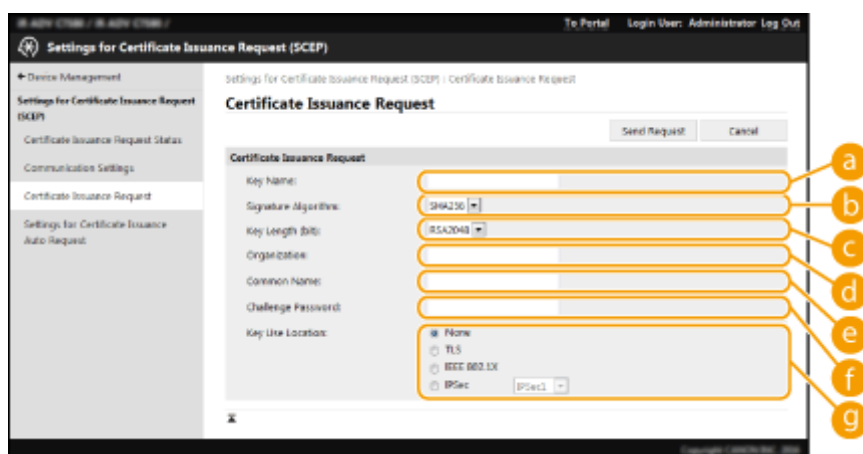 To Portal Login User: Administrator Log Out
Settings for Certificate Issuance Request (SCEP)
Device Management
Settings for Certificate Issuance Request (SCEP) : Certificate Issuance Request
Settings for Certificate Issuance Request
(SCEP)
Certificate Issuance Request
Send Request Cancel
Certificate Issuance Request Status
Communication Settings
Certificate Issuance Request
Settings for Certificate Issuance
Auto Request
Certificate Issuance Request
Key Name: a
Signature Algorithm: SHA256 b
Key Length (bit): RSA2048 c
Organization: d
Common Name: e
Challenge Password: f
Key Use Location: None g
TLS
IEEE 802.1X
IPSec IPSec1
Copyright CANON INC. 2016